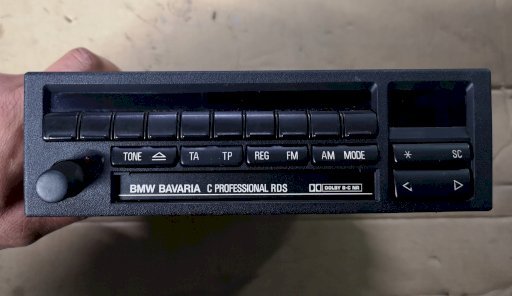 TONE TA TP REG FM AM MODE * SC
BMW BAVARIA C PROFESSIONAL RDS DOLBY B-C NR